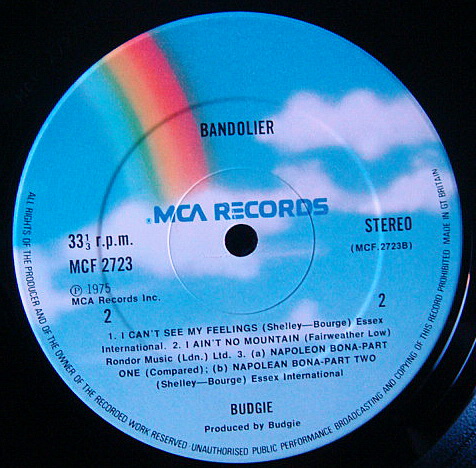 BANDOLIER
® MCA RECORDS
33 1/3 r.p.m.
MCF 2723
Ⓟ 1975
MCA Records Inc.
2
STEREO
(MCF.2723B)
2
1. I CAN'T SEE MY FEELINGS (Shelley—Bourge) Essex
International. 2. I AIN'T NO MOUNTAIN (Fairweather Low)
Rondor Music (Ldn.) Ltd. 3. (a) NAPOLEON BONA-PART
ONE (Compared); (b) NAPOLEAN BONA-PART TWO
(Shelley—Bourge) Essex International
BUDGIE
Produced by Budgie
ALL RIGHTS OF THE PRODUCER AND OF THE OWNER OF THE RECORDED WORK RESERVED · UNAUTHORISED PUBLIC PERFORMANCE BROADCASTING AND COPYING OF THIS RECORD PROHIBITED. MADE IN GT BRITAIN